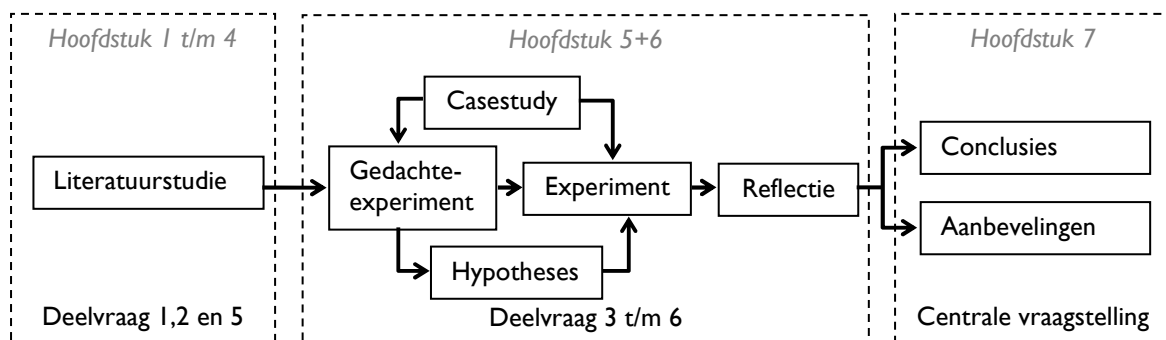 Hoofdstuk 1 t/m 4
Hoofdstuk 5+6
Hoofdstuk 7
Casestudy
Literatuurstudie
Gedachte-
experiment
Experiment
Reflectie
Conclusies
Aanbevelingen
Hypotheses
Deelvraag 1,2 en 5
Deelvraag 3 t/m 6
Centrale vraagstelling